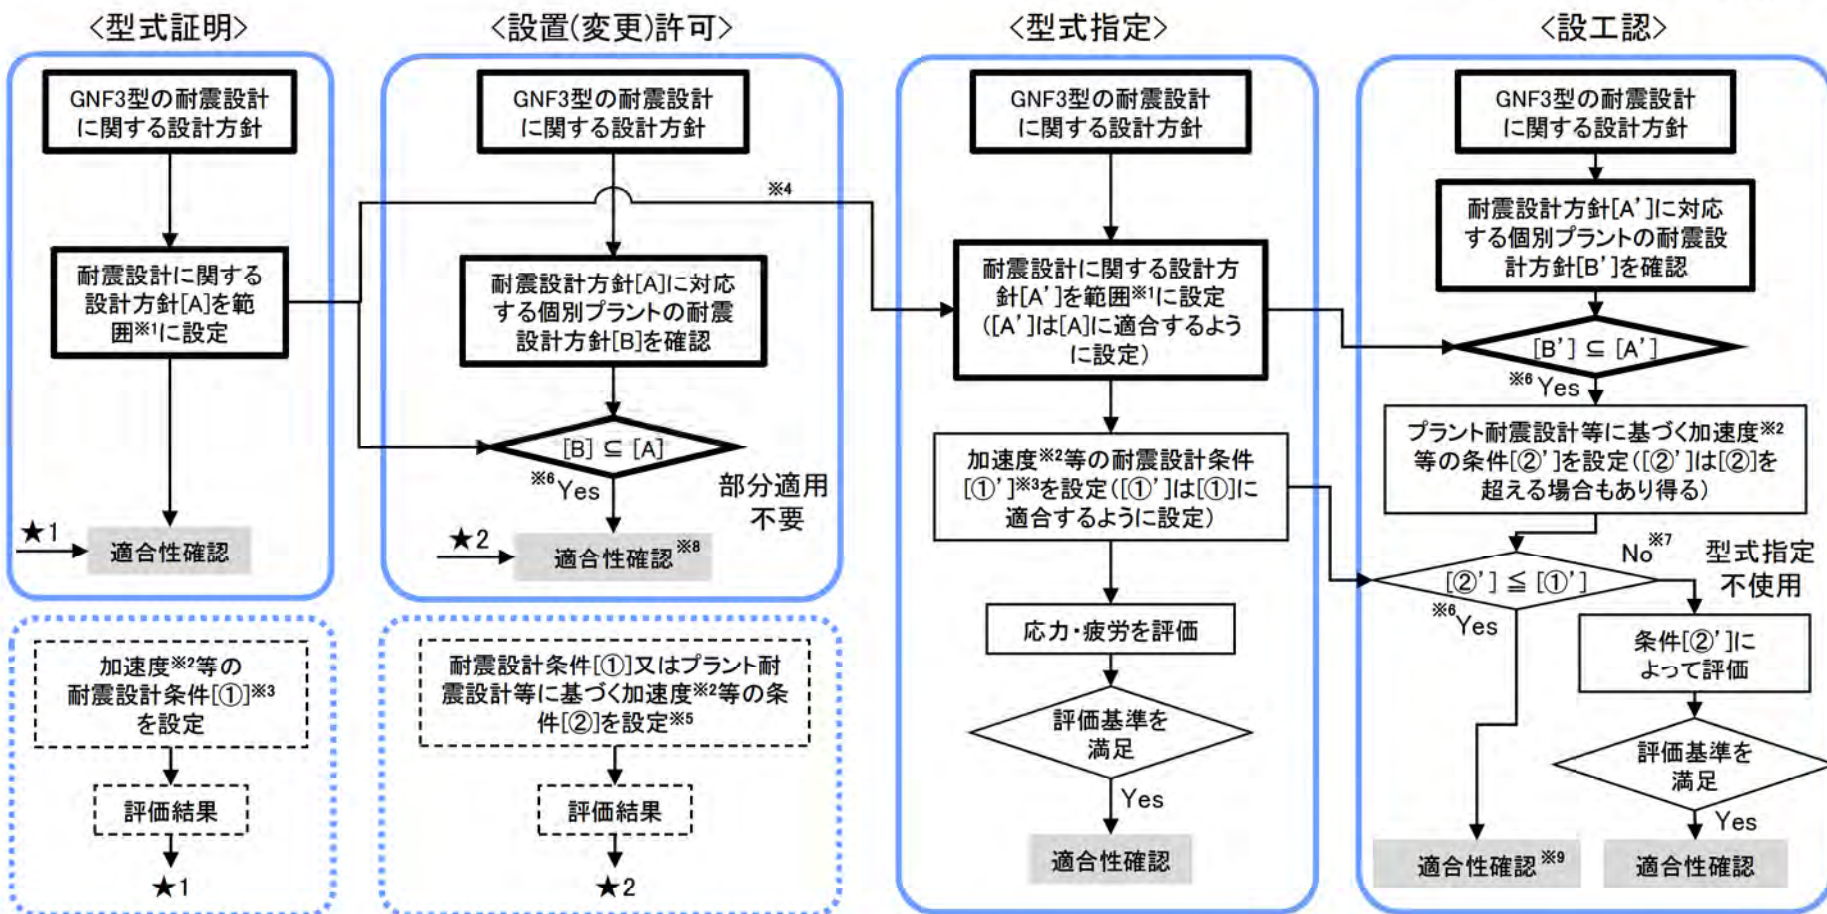 <型式証明>
GNF3型の耐震設計
に関する設計方針
耐震設計に関する
設計方針[A]を範
囲※1に設定
★1
適合性確認
加速度※2等の
耐震設計条件[①]※3
を設定
評価結果
★1
<設置(変更)許可>
GNF3型の耐震設計
に関する設計方針
※4
耐震設計方針[A]に対応
する個別プラントの耐震
設計方針[B]を確認
[B] ⊆ [A]
※6 Yes
部分適用
不要
★2
適合性確認※8
耐震設計条件[①]又はプラント耐
震設計等に基づく加速度※2等の条
件[②]を設定※5
評価結果
★2
<型式指定>
GNF3型の耐震設計
に関する設計方針
耐震設計に関する設計方
針[A']を範囲※1に設定
([A']は[A]に適合するよう
に設定)
加速度※2等の耐震設計条件
[①']※3を設定([①']は[①]に
適合するように設定)
応力・疲労を評価
評価基準を
満足
Yes
適合性確認
<設工認>
GNF3型の耐震設計
に関する設計方針
耐震設計方針[A']に対応
する個別プラントの耐震設
計方針[B']を確認
[B'] ⊆ [A']
※6 Yes
プラント耐震設計等に基づく加速度※2
等の条件[②']を設定([②']は[②]を
超える場合もあり得る)
[②'] ≦ [①']
No※7
型式指定
不使用
※6 Yes
条件[②']に
よって評価
評価基準を
満足
Yes
適合性確認※9
適合性確認